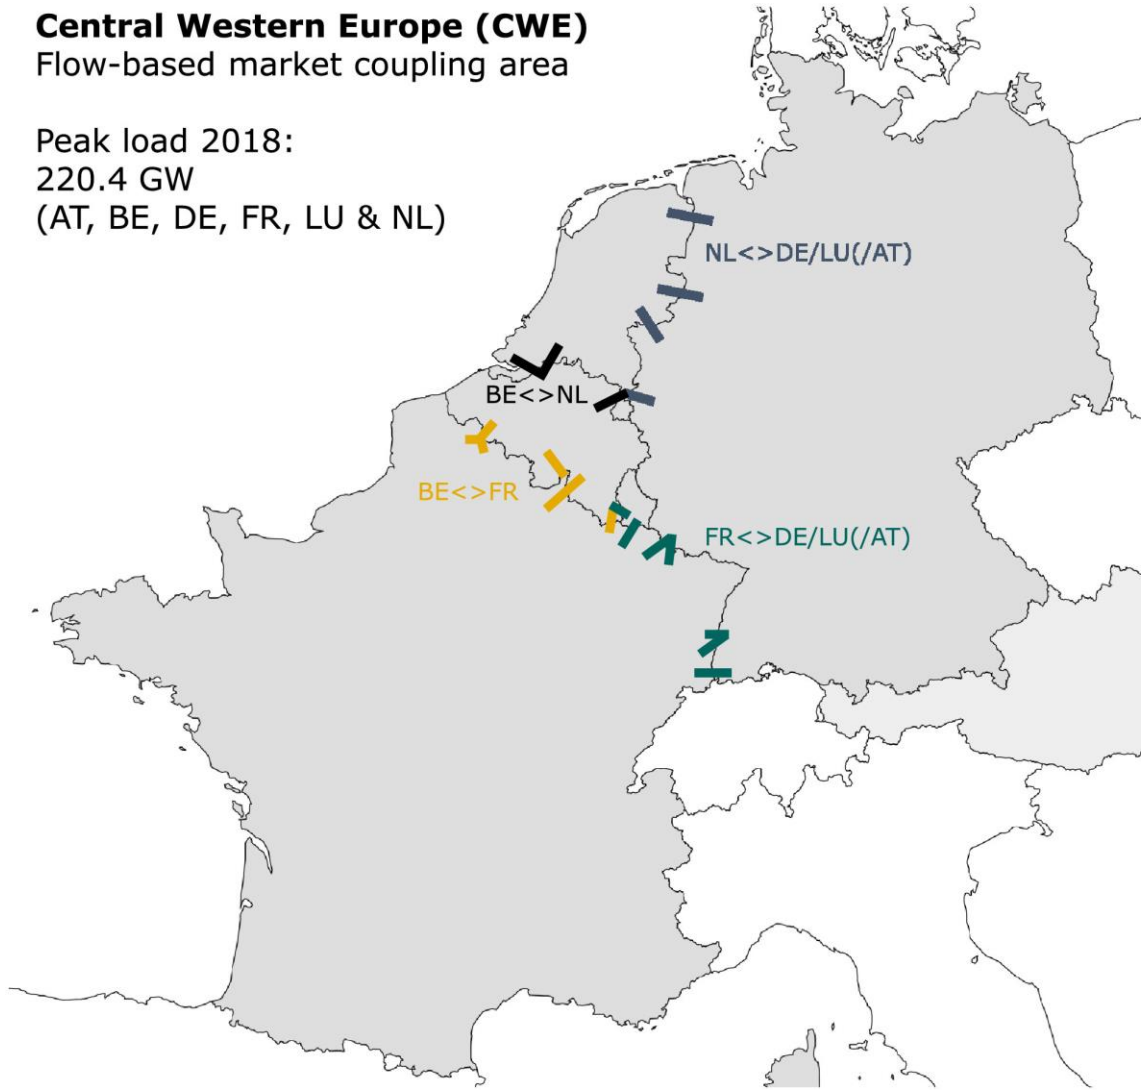 Central Western Europe (CWE)
Flow-based market coupling area
Peak load 2018:
220.4 GW
(AT, BE, DE, FR, LU & NL)
NL<>DE/LU(/AT)
BE<>NL
BE<>FR
FR<>DE/LU(/AT)